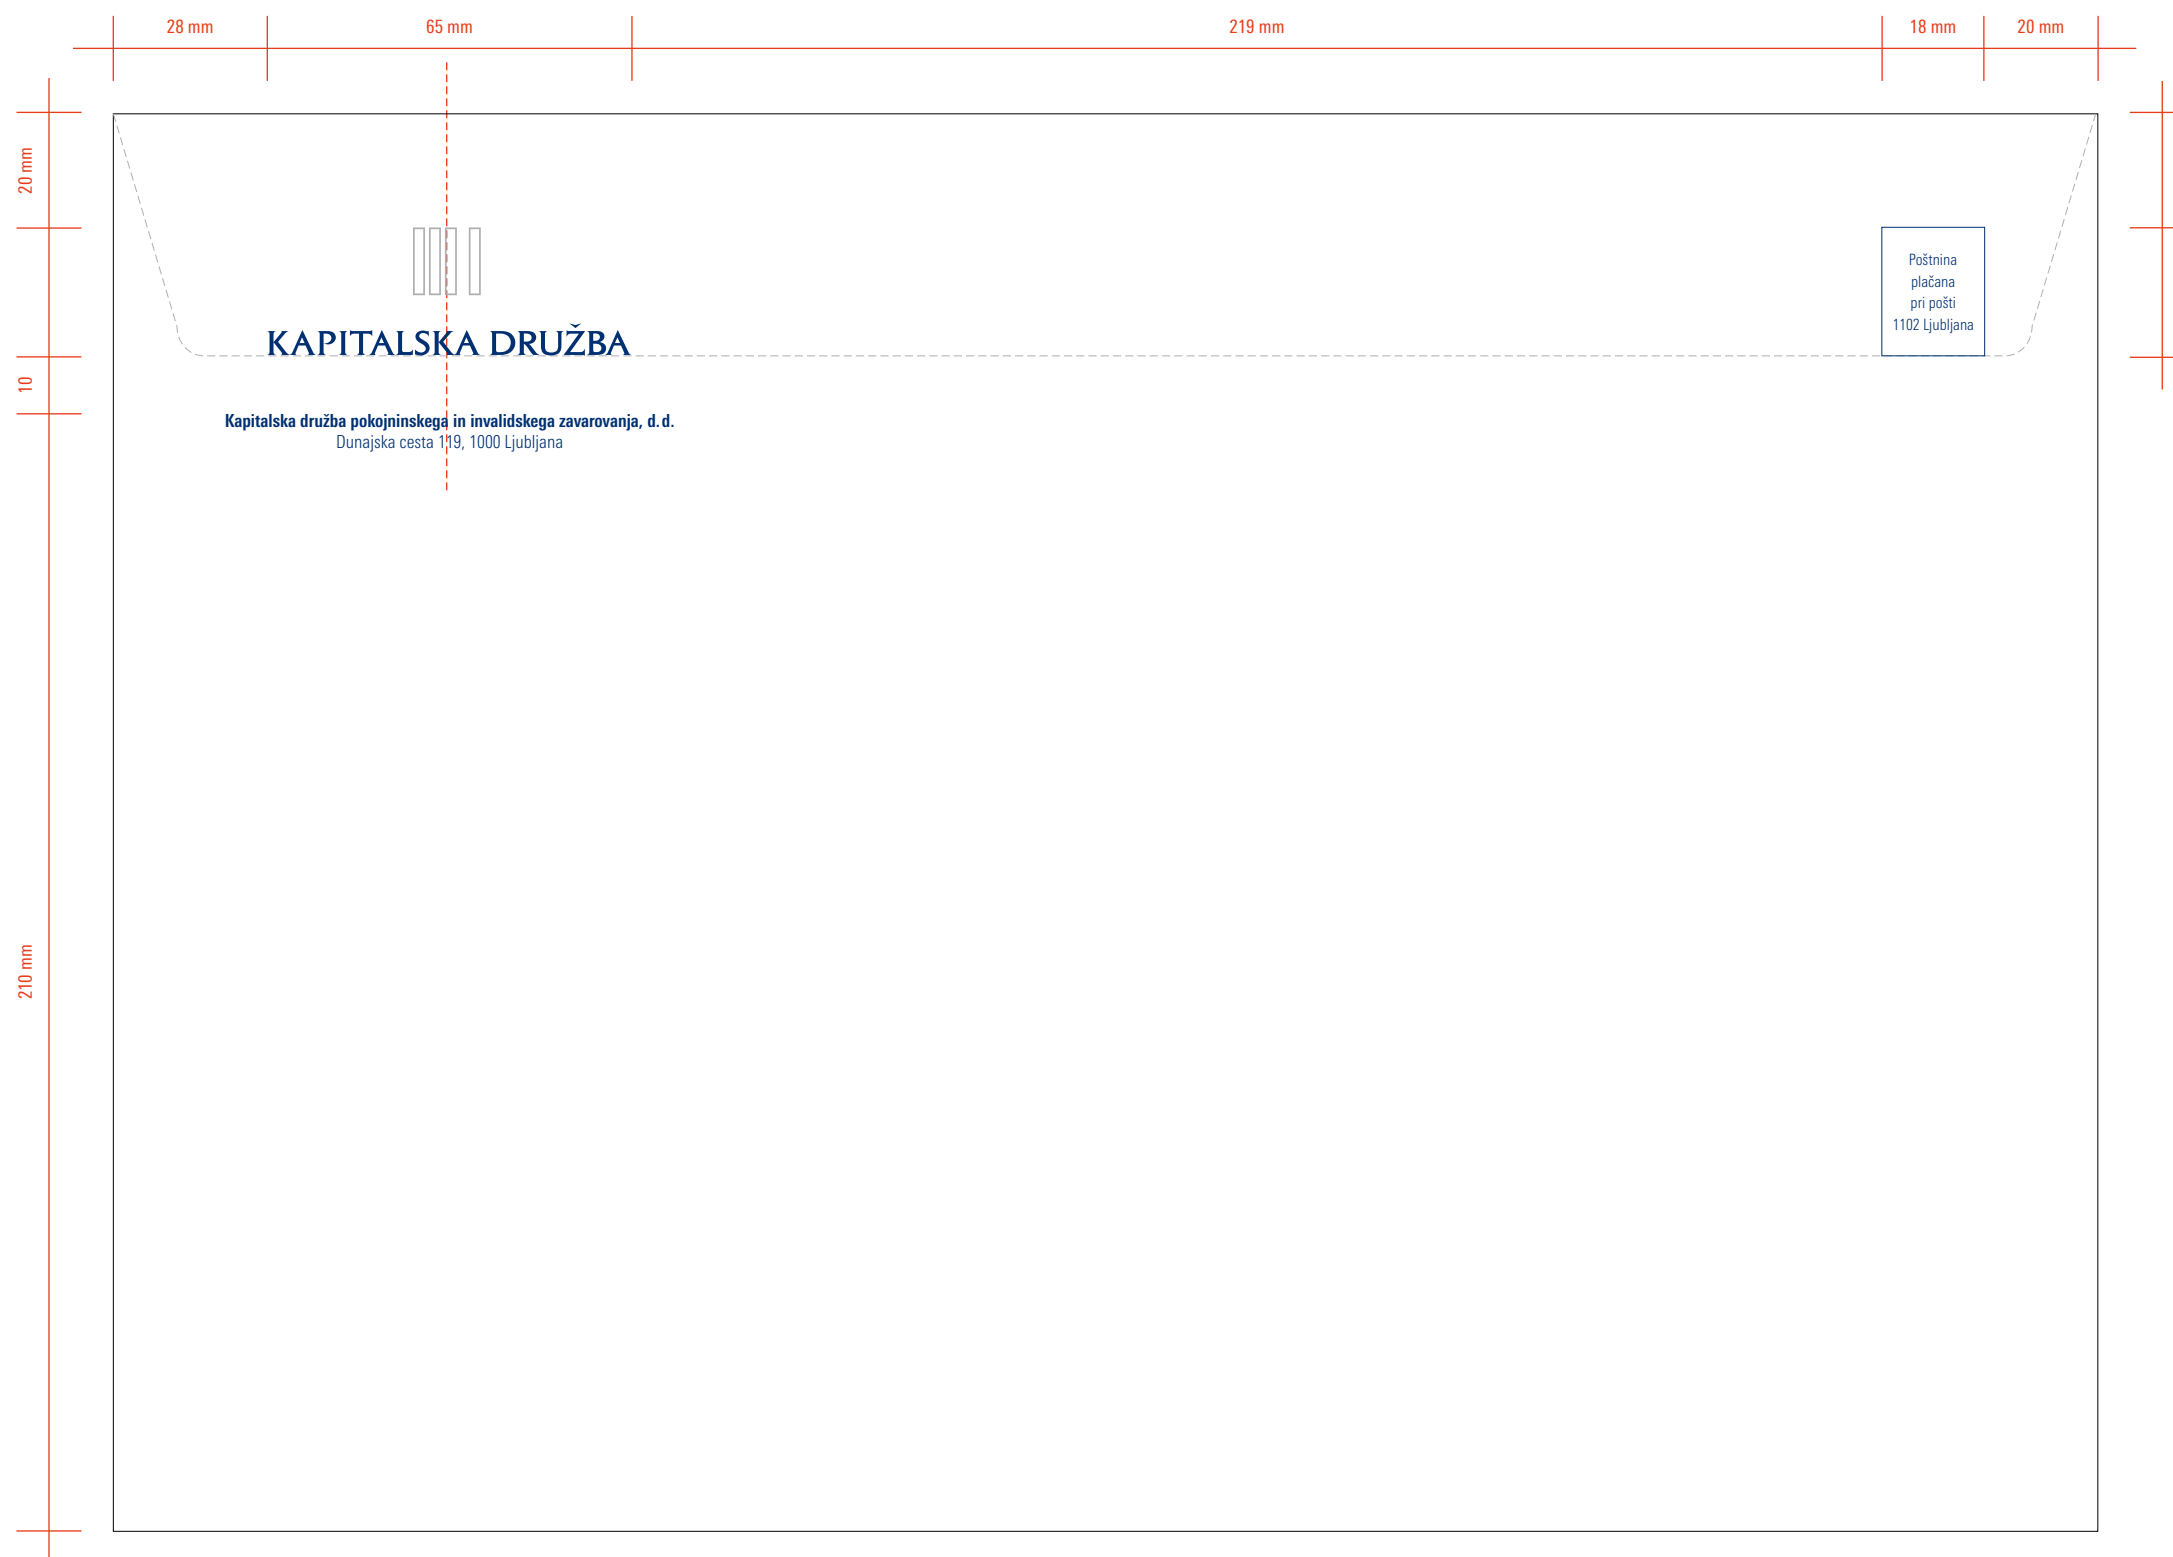 28 mm
65 mm
219 mm
18 mm
20 mm
20 mm
Poštnina
plačana
pri pošti
1102 Ljubljana
KAPITALSKA DRUŽBA
10
Kapitalska družba pokojninskega in invalidskega zavarovanja, d. d.
Dunajska cesta 119, 1000 Ljubljana
210 mm